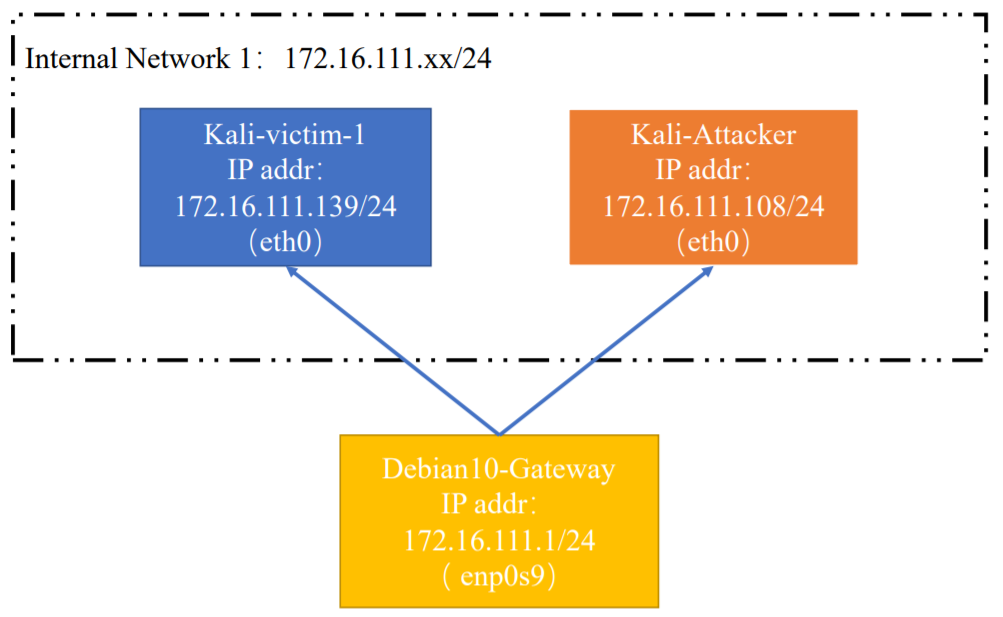 Internal Network 1： 172.16.111.xx/24
Kali-victim-1
IP addr：
172.16.111.139/24
（eth0）
Kali-Attacker
IP addr：
172.16.111.108/24
（eth0）
Debian10-Gateway
IP addr：
172.16.111.1/24
（ enp0s9）